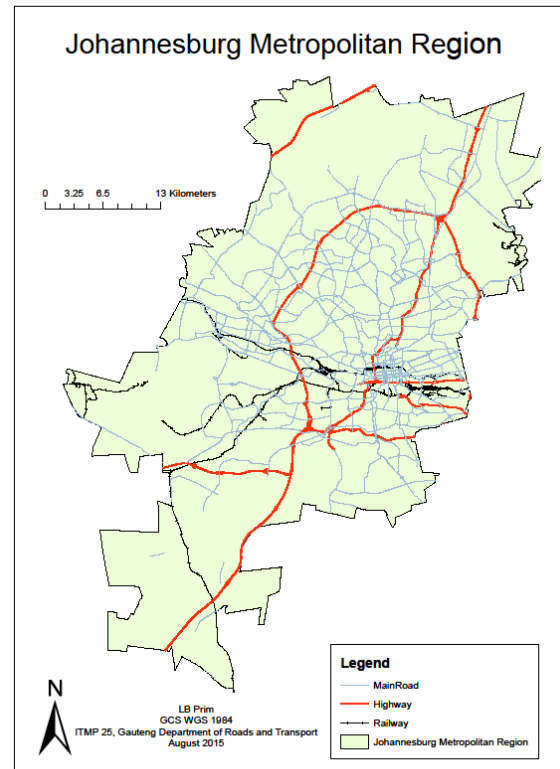 Johannesburg Metropolitan Region
0 3.25 6.5 13 Kilometers
N
LB Prim
GCS WGS 1984
ITMP 25, Gauteng Department of Roads and Transport
August 2015
Legend
MainRoad
Highway
Railway
Johannesburg Metropolitan Region